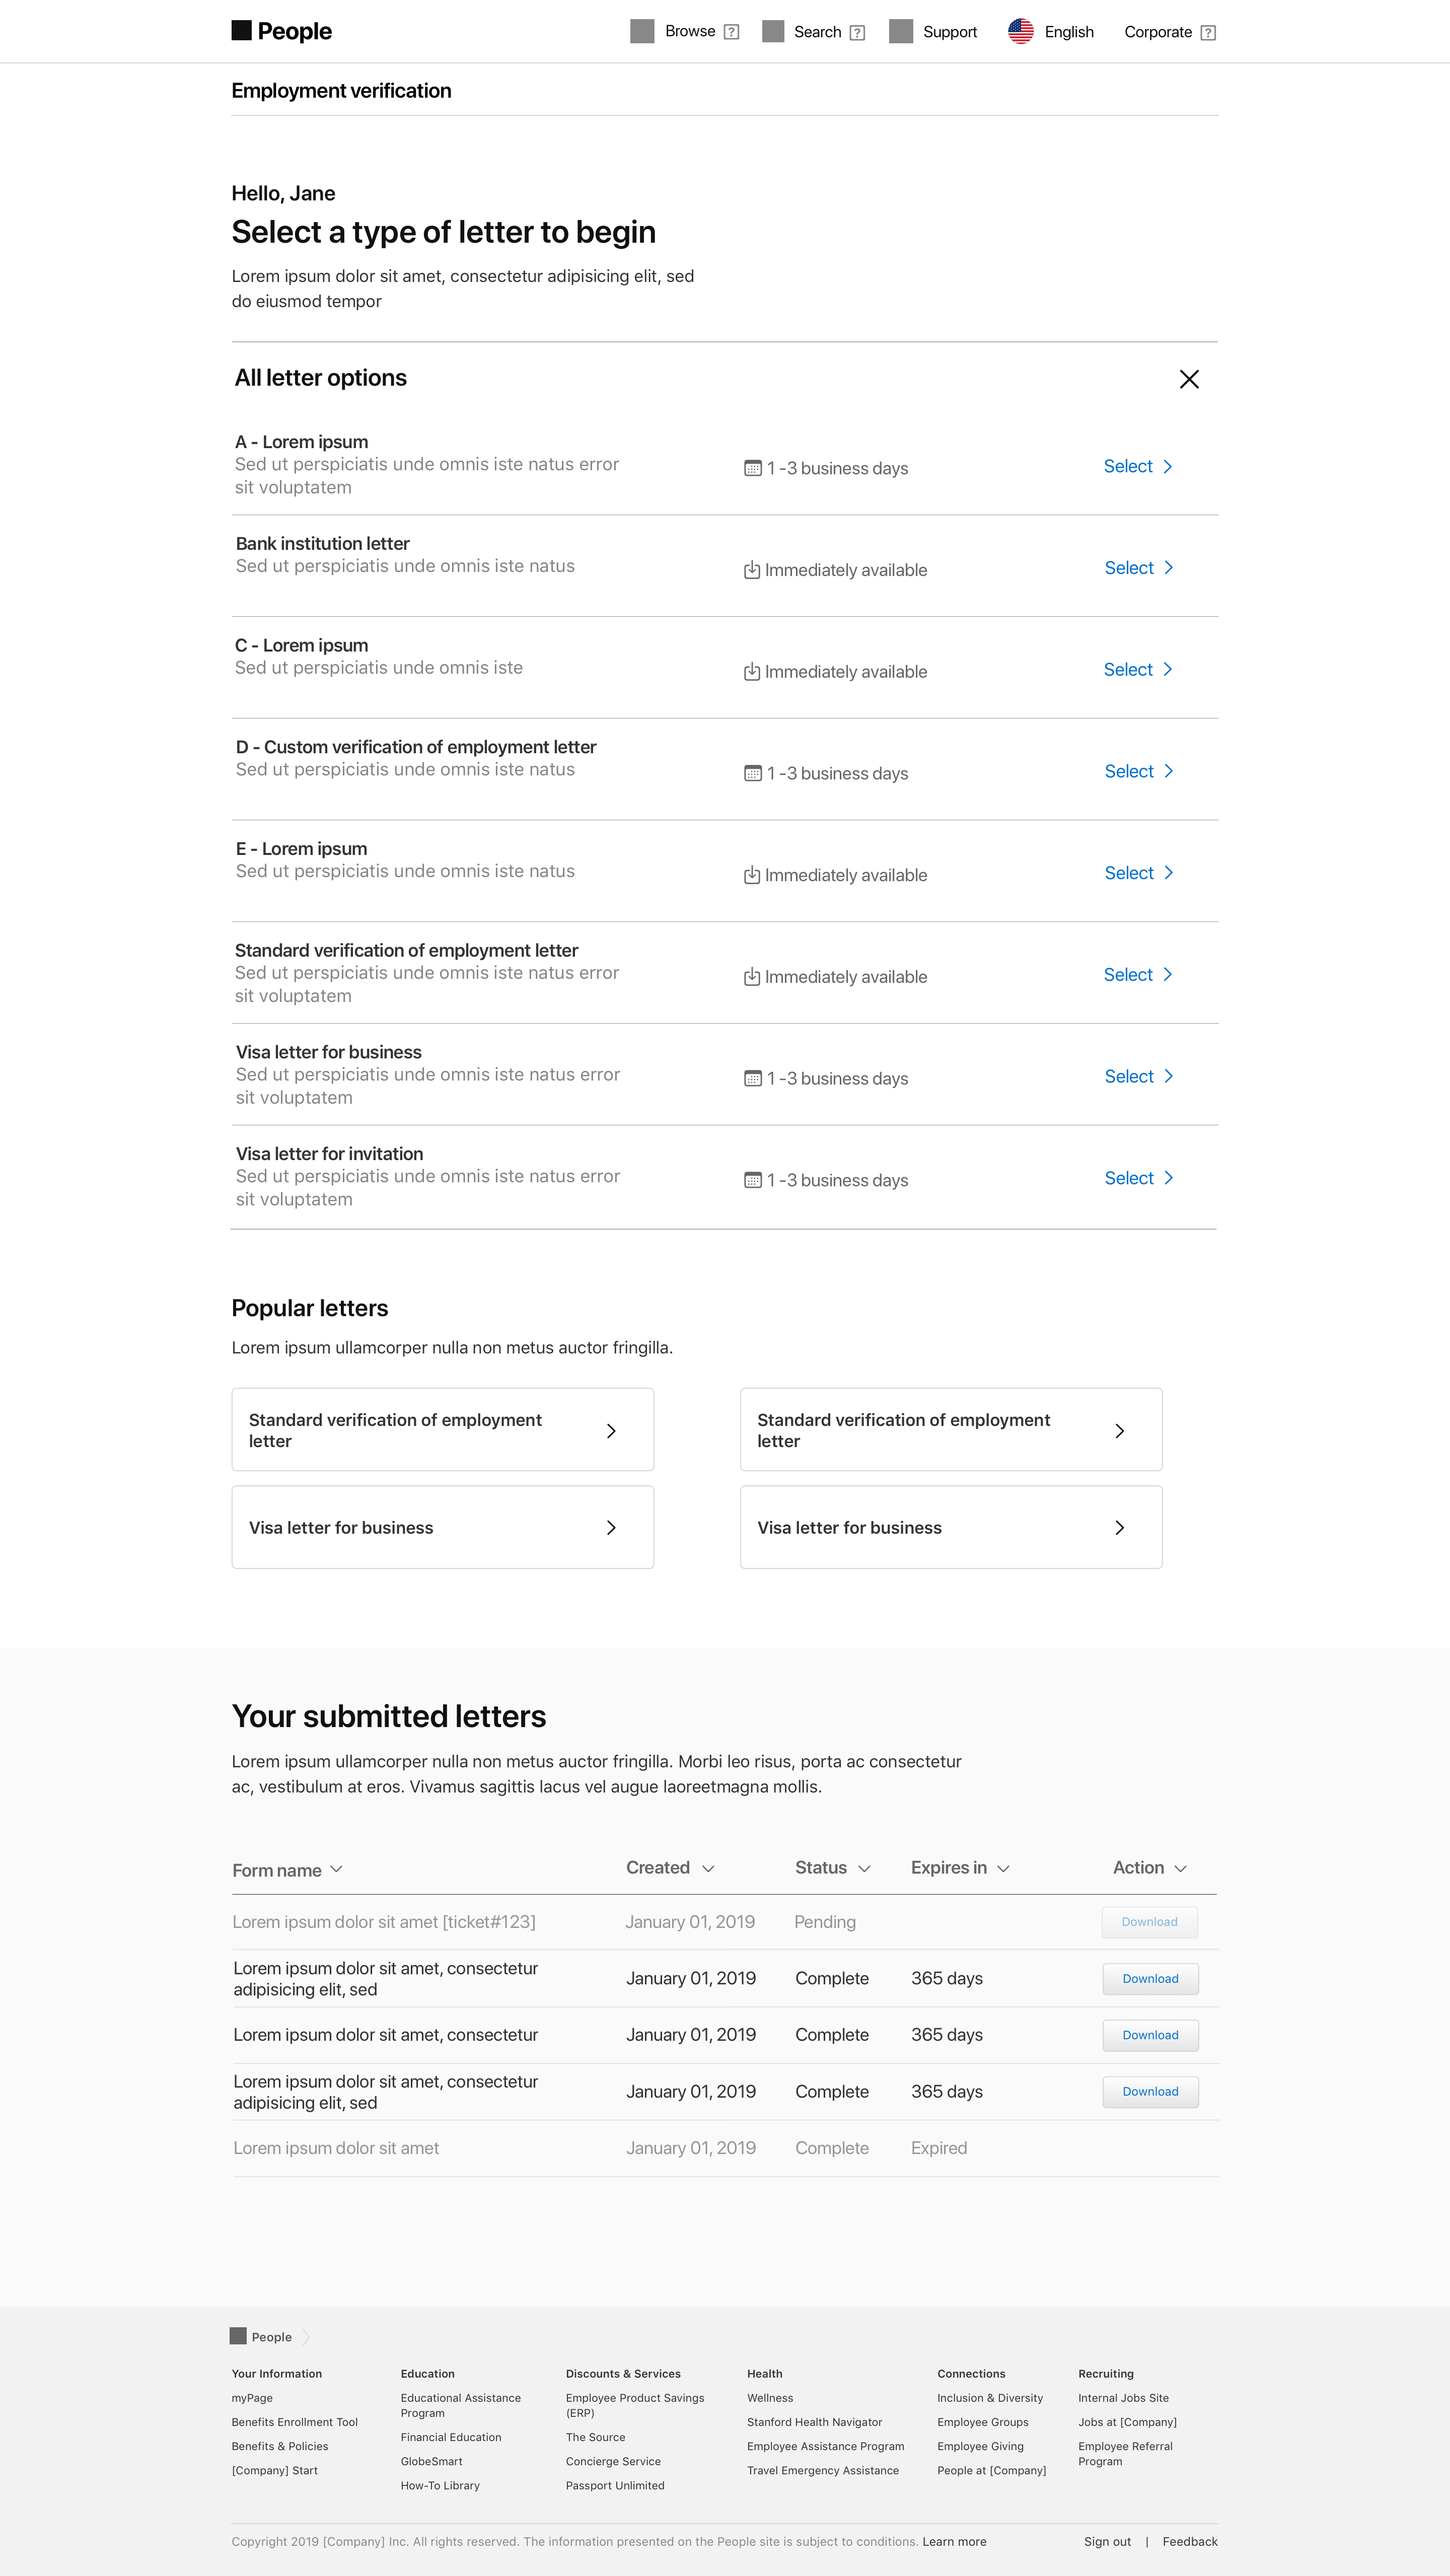 People
Browse ?
Search ?
Support
English
Corporate ?
Employment verification
Hello, Jane
Select a type of letter to begin
Lorem ipsum dolor sit amet, consectetur adipisicing elit, sed
do eiusmod tempor
All letter options
A - Lorem ipsum
Sed ut perspiciatis unde omnis iste natus error
sit voluptatem
1 -3 business days
Select
Bank institution letter
Sed ut perspiciatis unde omnis iste natus
Immediately available
Select
C - Lorem ipsum
Sed ut perspiciatis unde omnis iste
Immediately available
Select
D - Custom verification of employment letter
Sed ut perspiciatis unde omnis iste natus
1 -3 business days
Select
E - Lorem ipsum
Sed ut perspiciatis unde omnis iste natus
Immediately available
Select
Standard verification of employment letter
Sed ut perspiciatis unde omnis iste natus error
sit voluptatem
Immediately available
Select
Visa letter for business
Sed ut perspiciatis unde omnis iste natus error
sit voluptatem
1 -3 business days
Select
Visa letter for invitation
Sed ut perspiciatis unde omnis iste natus error
sit voluptatem
1 -3 business days
Select
Popular letters
Lorem ipsum ullamcorper nulla non metus auctor fringilla.
Standard verification of employment
letter
Standard verification of employment
letter
Visa letter for business
Visa letter for business
Your submitted letters
Lorem ipsum ullamcorper nulla non metus auctor fringilla. Morbi leo risus, porta ac consectetur
ac, vestibulum at eros. Vivamus sagittis lacus vel augue laoreetmagna mollis.
Form name Created Status Expires in Action
Lorem ipsum dolor sit amet [ticket#123] January 01, 2019 Pending Download
Lorem ipsum dolor sit amet, consectetur
adipisicing elit, sed
January 01, 2019 Complete 365 days Download
Lorem ipsum dolor sit amet, consectetur January 01, 2019 Complete 365 days Download
Lorem ipsum dolor sit amet, consectetur
adipisicing elit, sed
January 01, 2019 Complete 365 days Download
Lorem ipsum dolor sit amet January 01, 2019 Complete Expired
People
Your Information
myPage
Benefits Enrollment Tool
Benefits & Policies
[Company] Start
Education
Educational Assistance
Program
Financial Education
GlobeSmart
How-To Library
Discounts & Services
Employee Product Savings
(ERP)
The Source
Concierge Service
Passport Unlimited
Health
Wellness
Stanford Health Navigator
Employee Assistance Program
Travel Emergency Assistance
Connections
Inclusion & Diversity
Employee Groups
Employee Giving
People at [Company]
Recruiting
Internal Jobs Site
Jobs at [Company]
Employee Referral
Program
Copyright 2019 [Company] Inc. All rights reserved. The information presented on the People site is subject to conditions. Learn more
Sign out | Feedback